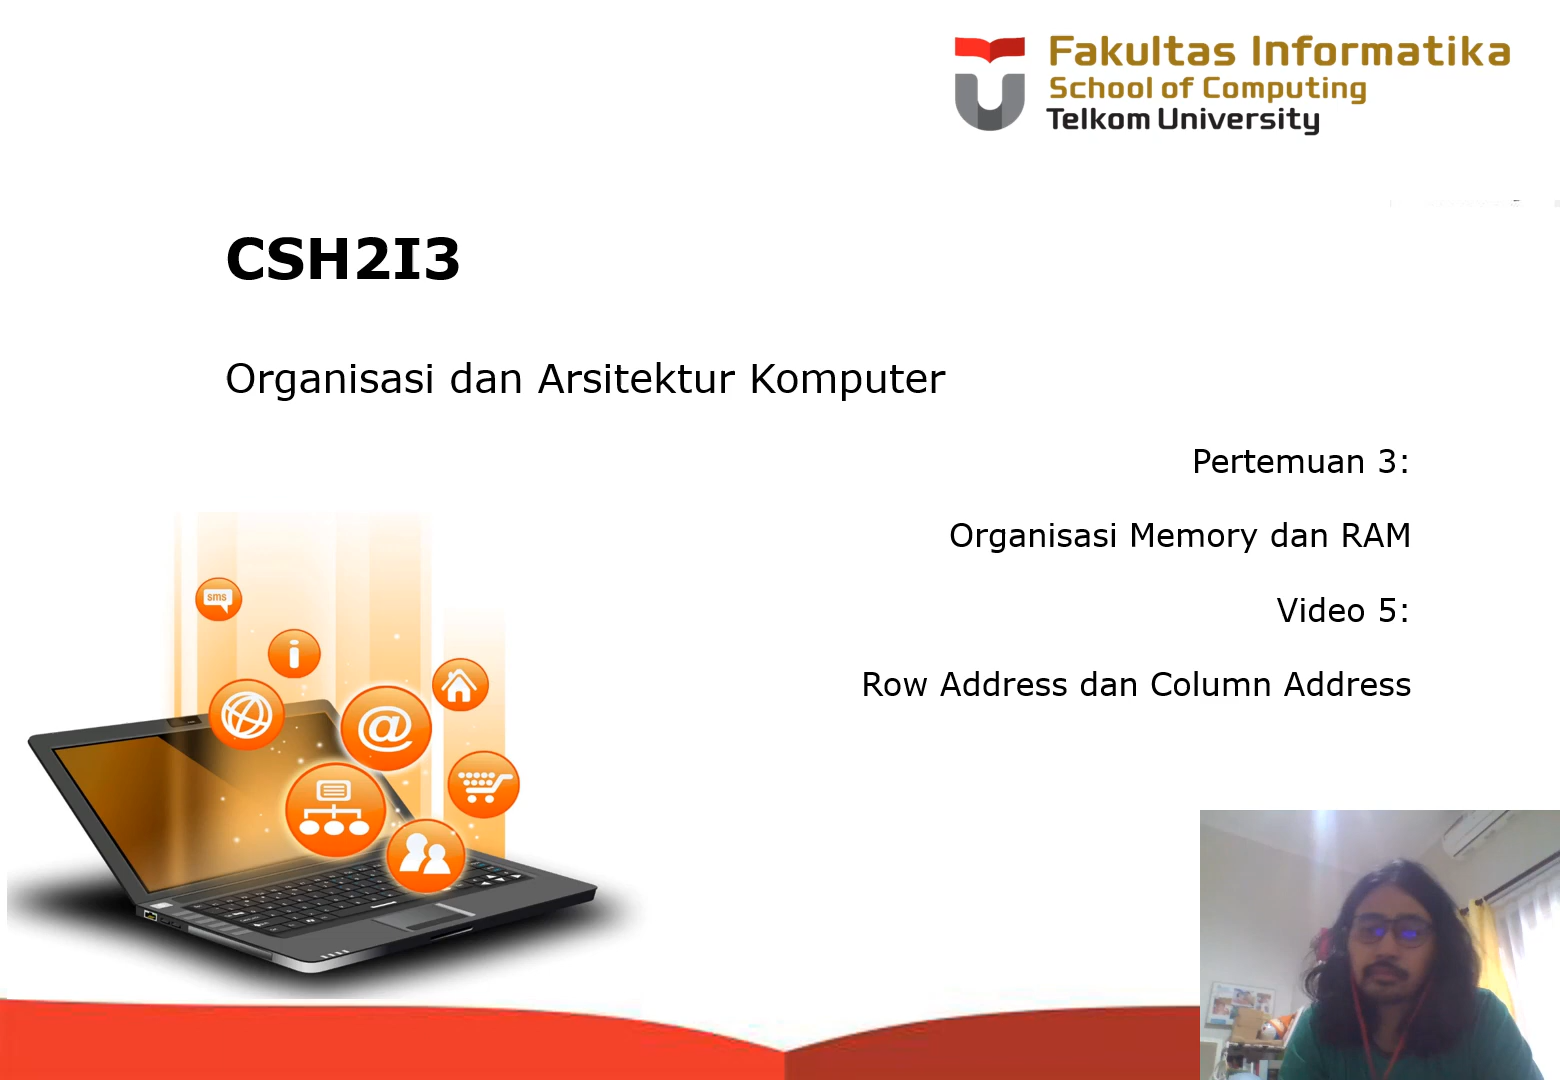 Fakultas Informatika
School of Computing
Telkom University
CSH2I3
Organisasi dan Arsitektur Komputer
Pertemuan 3:
Organisasi Memory dan RAM
Video 5:
Row Address dan Column Address
sms
i
@